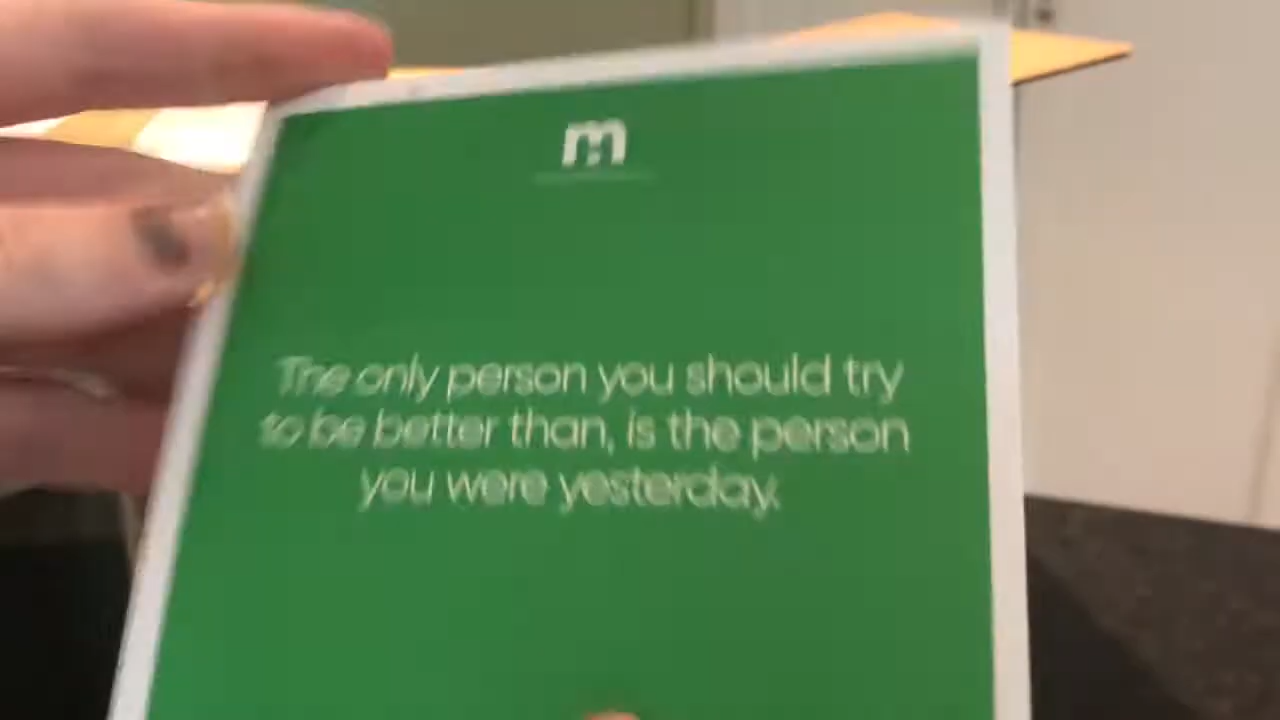 m
The only person you should try
to be better than, is the person
you were yesterday.